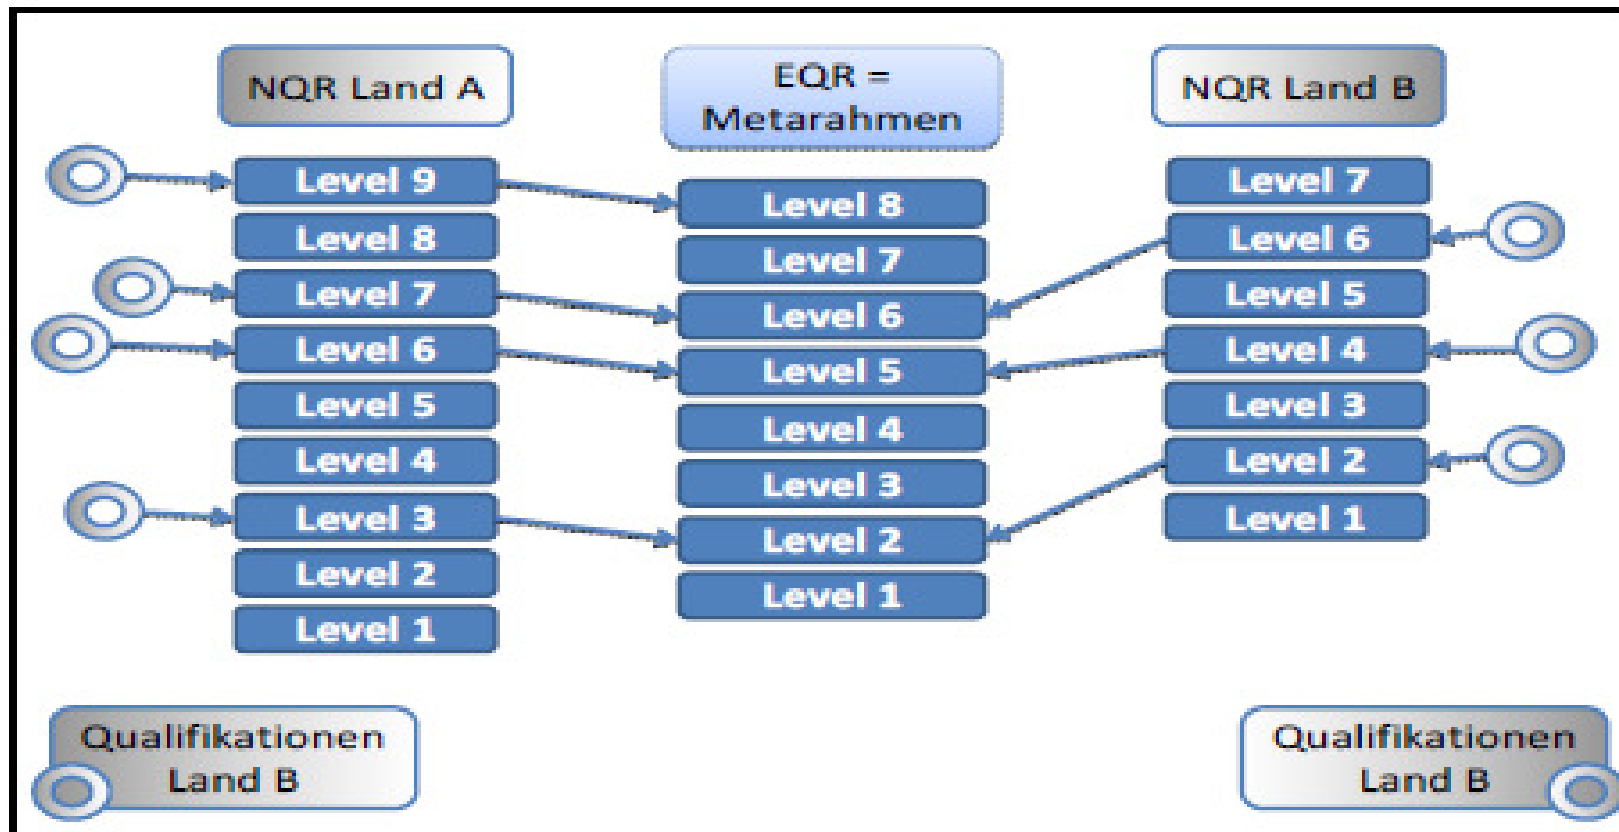 NQR Land A
Level 9
Level 8
Level 7
Level 6
Level 5
Level 4
Level 3
Level 2
Level 1
Qualifikationen
Land B
EQR =
Metarahmen
Level 8
Level 7
Level 6
Level 5
Level 4
Level 3
Level 2
Level 1
NQR Land B
Level 7
Level 6
Level 5
Level 4
Level 3
Level 2
Level 1
Qualifikationen
Land B